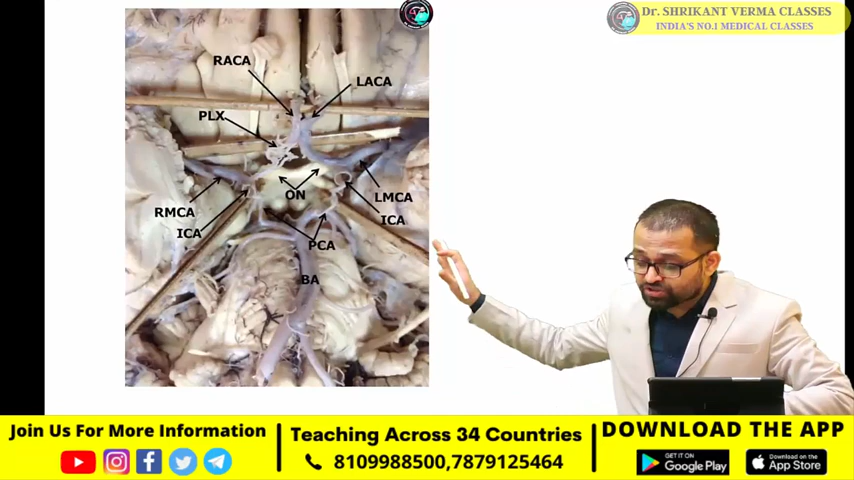 Dr. SHRIKANT VERMA CLASSES
INDIA'S NO.1 MEDICAL CLASSES
RACA
LACA
PLX
ON
LMCA
RMCA
ICA
ICA
PCA
BA
Join Us For More Information
Teaching Across 34 Countries
8109988500,7879125464
DOWNLOAD THE APP
GET IT ON
Google Play
Download on the
App Store